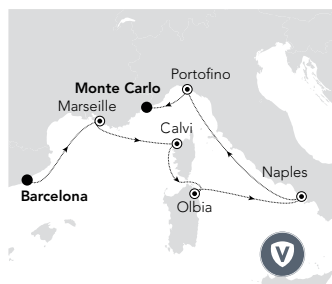 Portofino
Monte Carlo
Marseille
Calvi
Naples
Barcelona
Olbia
V